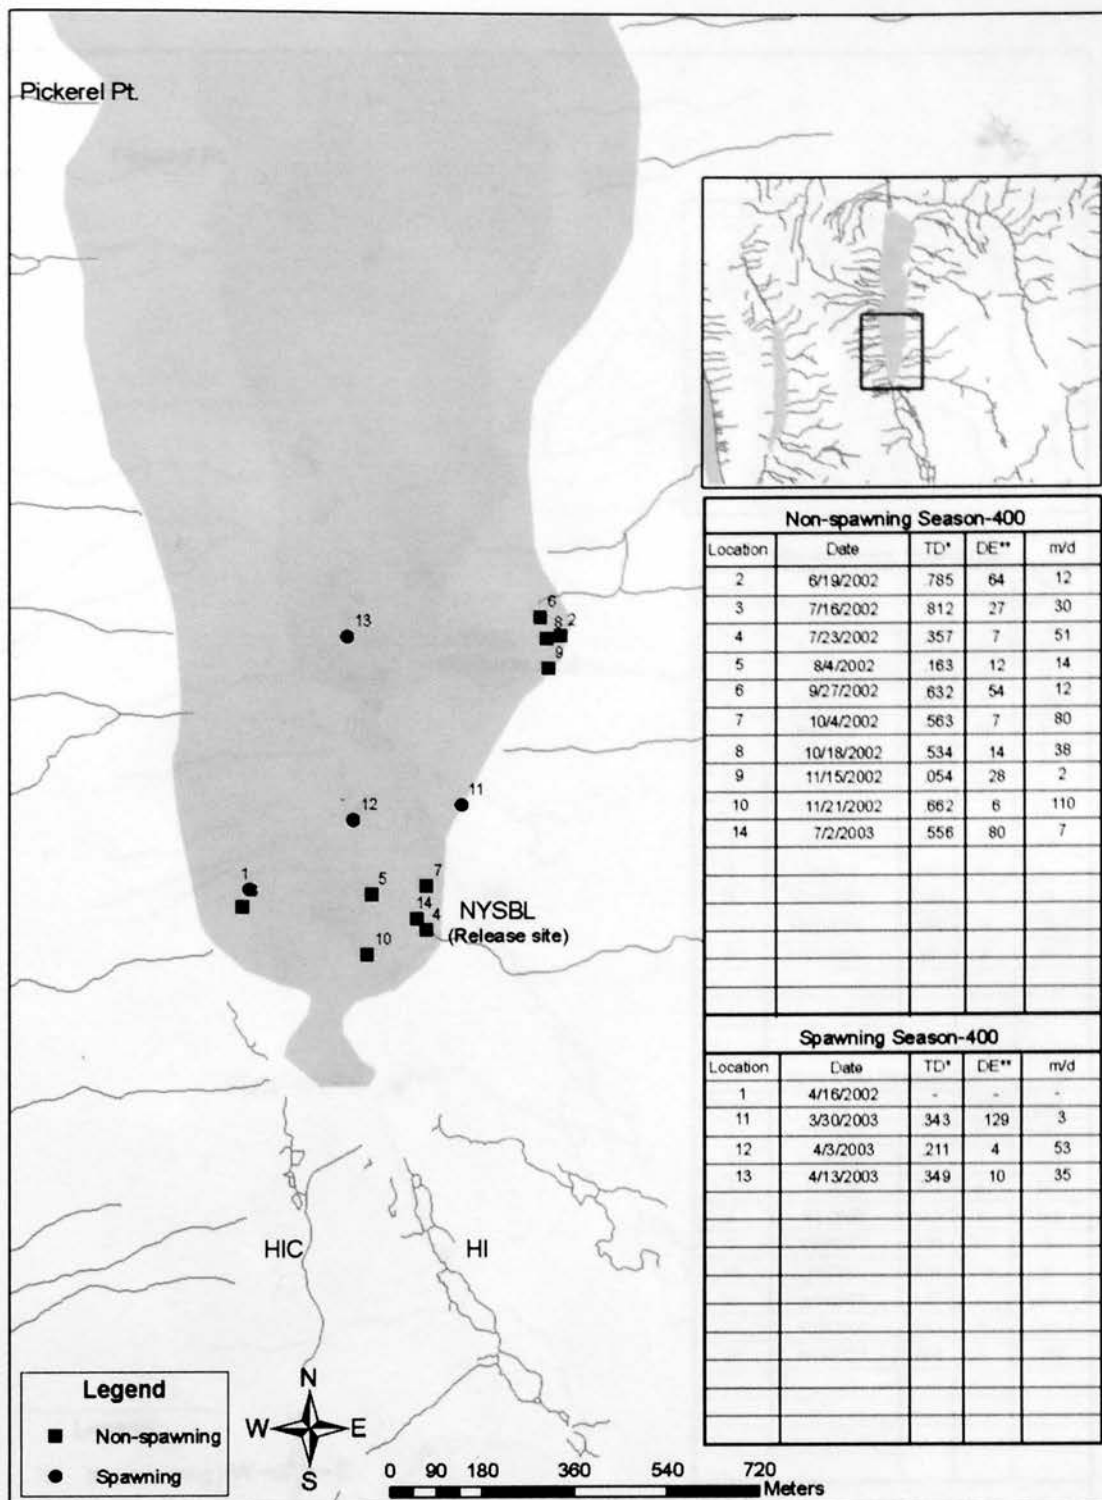 Pickerel Pt.
6
13
8 2
9
11
12
1
5
7
14
4
NYSBL
(Release site)
10
HIC
HI
Legend
Non-spawning
Spawning
N
W E
S
0 90 180 360 540 720
Meters
Non-spawning Season-400
Location Date TD* DE** m/d
2 6/19/2002 785 64 12
3 7/16/2002 812 27 30
4 7/23/2002 357 7 51
5 8/4/2002 163 12 14
6 9/27/2002 632 54 12
7 10/4/2002 563 7 80
8 10/18/2002 534 14 38
9 11/15/2002 054 28 2
10 11/21/2002 662 6 110
14 7/2/2003 556 80 7
Spawning Season-400
Location Date TD* DE** m/d
1 4/16/2002 - - -
11 3/30/2003 343 129 3
12 4/3/2003 211 4 53
13 4/13/2003 349 10 35